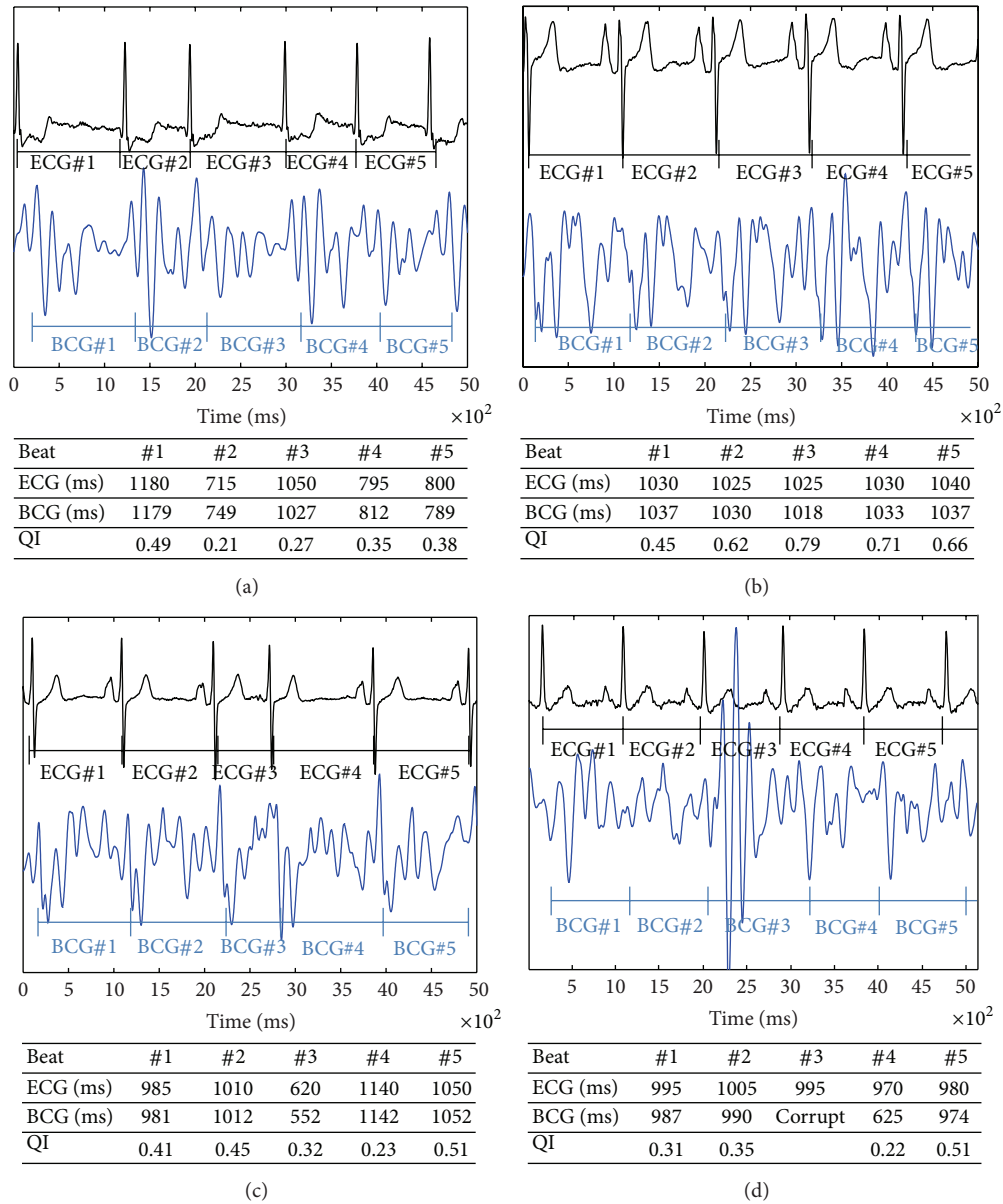 ECG#1 ECG#2 ECG#3 ECG#4 ECG#5
BCG#1 BCG#2 BCG#3 BCG#4 BCG#5
0 5 10 15 20 25 30 35 40 45 50
Time (ms) ×10²
Beat #1 #2 #3 #4 #5
ECG (ms) 1180 715 1050 795 800
BCG (ms) 1179 749 1027 812 789
QI 0.49 0.21 0.27 0.35 0.38
(a)
ECG#1 ECG#2 ECG#3 ECG#4 ECG#5
BCG#1 BCG#2 BCG#3 BCG#4 BCG#5
0 5 10 15 20 25 30 35 40 45 50
Time (ms) ×10²
Beat #1 #2 #3 #4 #5
ECG (ms) 1030 1025 1025 1030 1040
BCG (ms) 1037 1030 1018 1033 1037
QI 0.45 0.62 0.79 0.71 0.66
(b)
ECG#1 ECG#2 ECG#3 ECG#4 ECG#5
BCG#1 BCG#2 BCG#3 BCG#4 BCG#5
0 5 10 15 20 25 30 35 40 45 50
Time (ms) ×10²
Beat #1 #2 #3 #4 #5
ECG (ms) 985 1010 620 1140 1050
BCG (ms) 981 1012 552 1142 1052
QI 0.41 0.45 0.32 0.23 0.51
(c)
ECG#1 ECG#2 ECG#3 ECG#4 ECG#5
BCG#1 BCG#2 BCG#3 BCG#4 BCG#5
5 10 15 20 25 30 35 40 45 50
Time (ms) ×10²
Beat #1 #2 #3 #4 #5
ECG (ms) 995 1005 995 970 980
BCG (ms) 987 990 Corrupt 625 974
QI 0.31 0.35 0.22 0.51
(d)